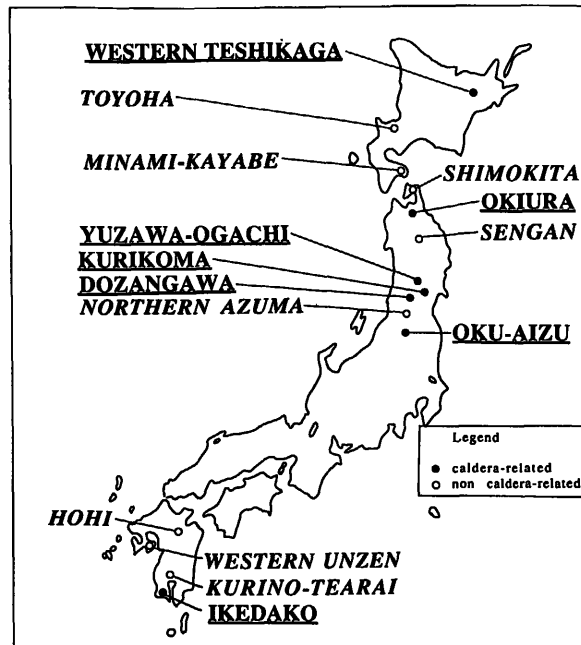 WESTERN TESHIKAGA
TOYOHA
MINAMI-KAYABE
SHIMOKITA
OKIURA
YUZAWA-OGACHI
SENGAN
KURIKOMA
DOZANGAWA
NORTHERN AZUMA
OKU-AIZU
Legend
● caldera-related
○ non caldera-related
HOHI
WESTERN UNZEN
KURINO-TEARAI
IKEDAKO